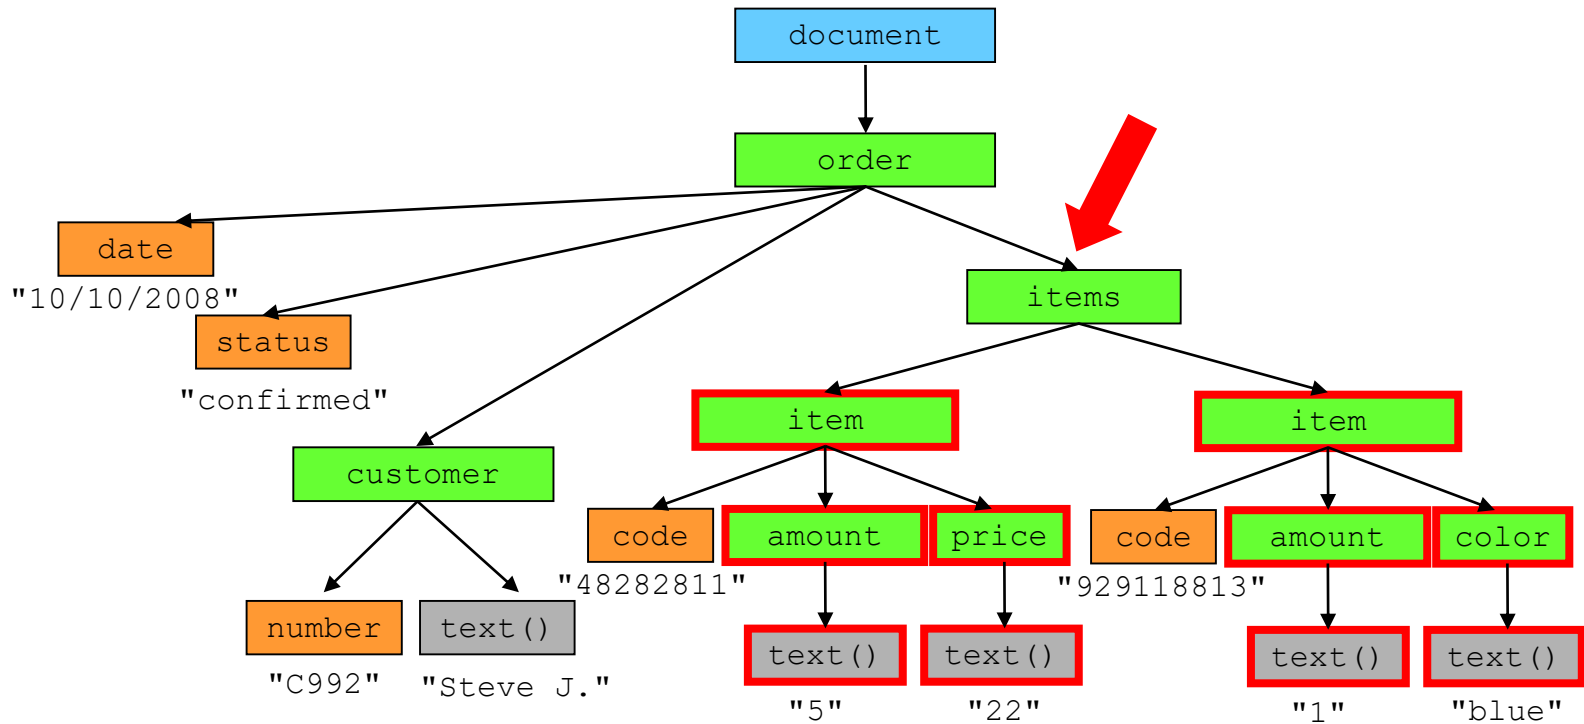 document
order
date
"10/10/2008"
items
status
"confirmed"
item
item
customer
code
amount
price
code
amount
color
"48282811"
"929118813"
number
text()
text()
text()
text()
text()
"C992"
"Steve J."
"5"
"22"
"1"
"blue"